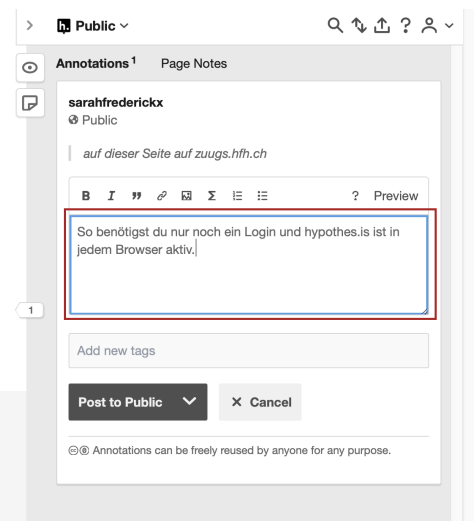 h. Public
Annotations 1 Page Notes
sarahfrederickx
Public
auf dieser Seite auf zuugs.hfh.ch
B I " Σ ? Preview
So benötigst du nur noch ein Login und hypothes.is ist in
jedem Browser aktiv.
1
Add new tags
Post to Public × Cancel
Annotations can be freely reused by anyone for any purpose.